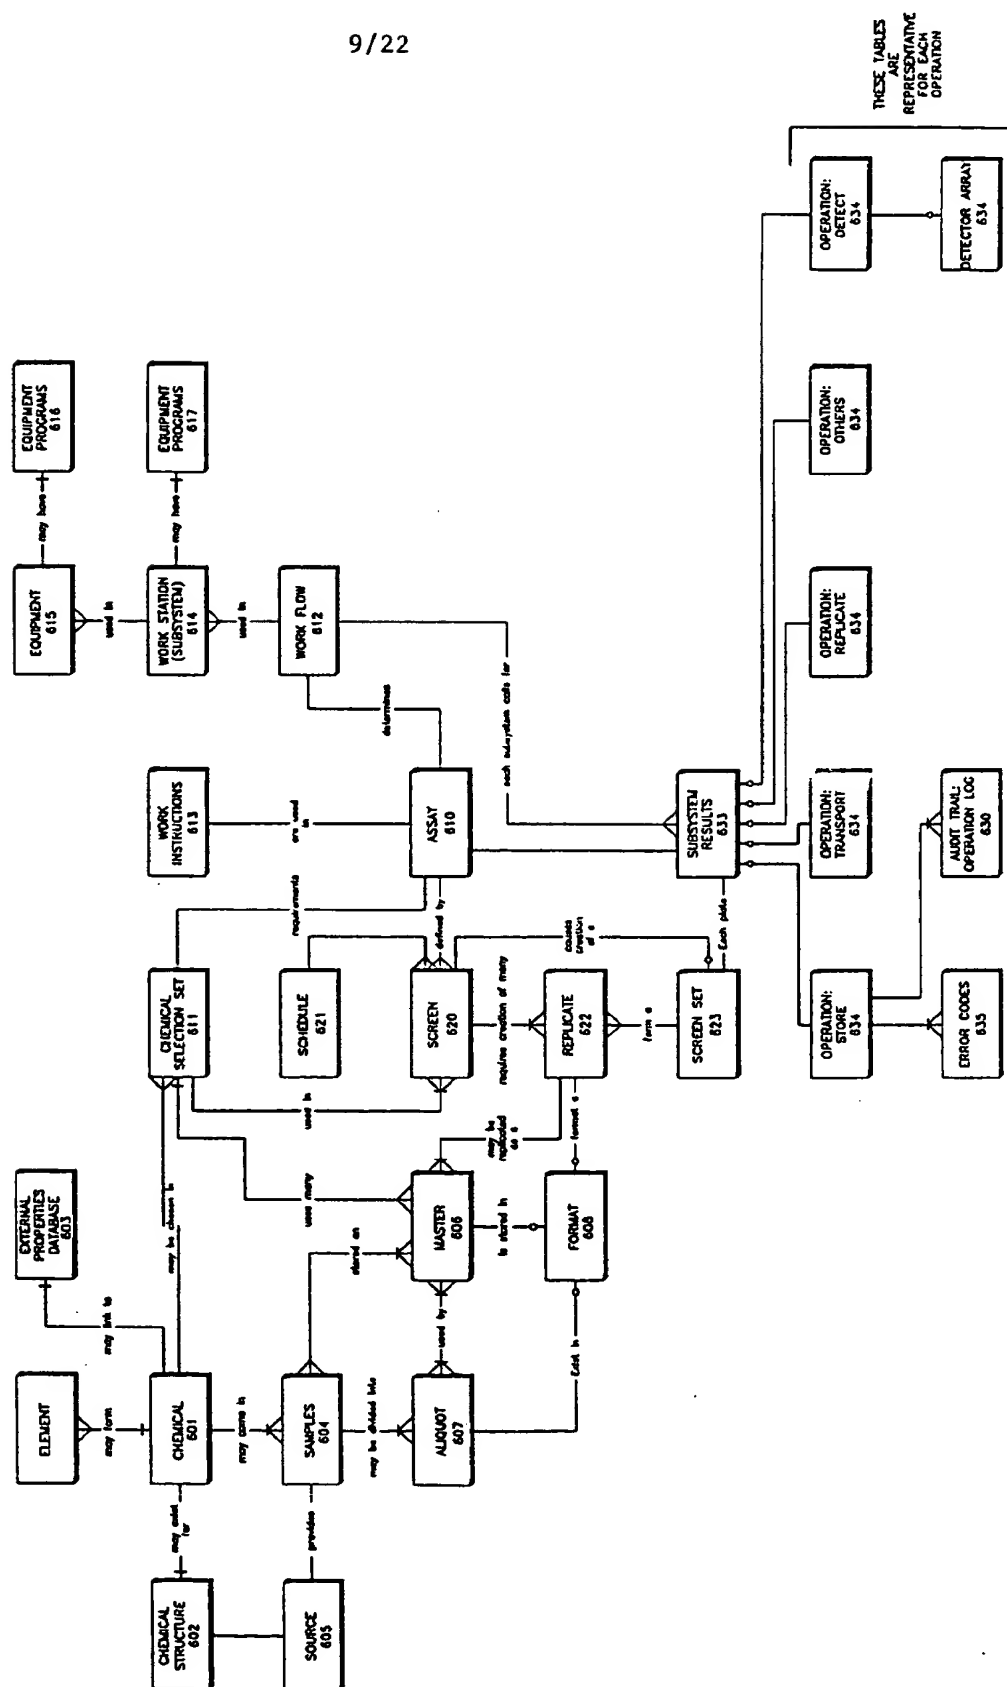 9/22
THESE TABLES
ARE
REPRESENTATIVE
FOR EACH
OPERATION
EQUIPMENT
615
may have
EQUIPMENT
PROGRAMS
616
used in
WORK STATION
(SUBSYSTEM)
614
may have
EQUIPMENT
PROGRAMS
617
used in
WORK FLOW
612
determines
each subsystem calls for
WORK
INSTRUCTIONS
613
are used
in
ASSAY
610
requirements
defined by
SUBSYSTEM
RESULTS
633
OPERATION:
DETECT
634
DETECTOR ARRAY
634
OPERATION:
OTHERS
634
OPERATION:
REPLICATE
634
OPERATION:
TRANSPORT
634
AUDIT TRAIL:
OPERATION LOG
630
CHEMICAL
SELECTION SET
611
SCHEDULE
621
SCREEN
620
causes
creation
of a
requires creation of many
REPLICATE
622
form a
SCREEN SET
623
Each plate
OPERATION:
STORE
634
ERROR CODES
635
used in
may be
replicated
as a
format a
EXTERNAL
PROPERTIES
DATABASE
603
may link to
may be chosen in
uses many
stored on
MASTER
606
is stored in
FORMAT
608
used by
Exist in
ELEMENT
may form
CHEMICAL
601
may come in
SAMPLES
604
may be divided into
ALIQUOT
607
may exist
for
provides
CHEMICAL
STRUCTURE
602
SOURCE
605